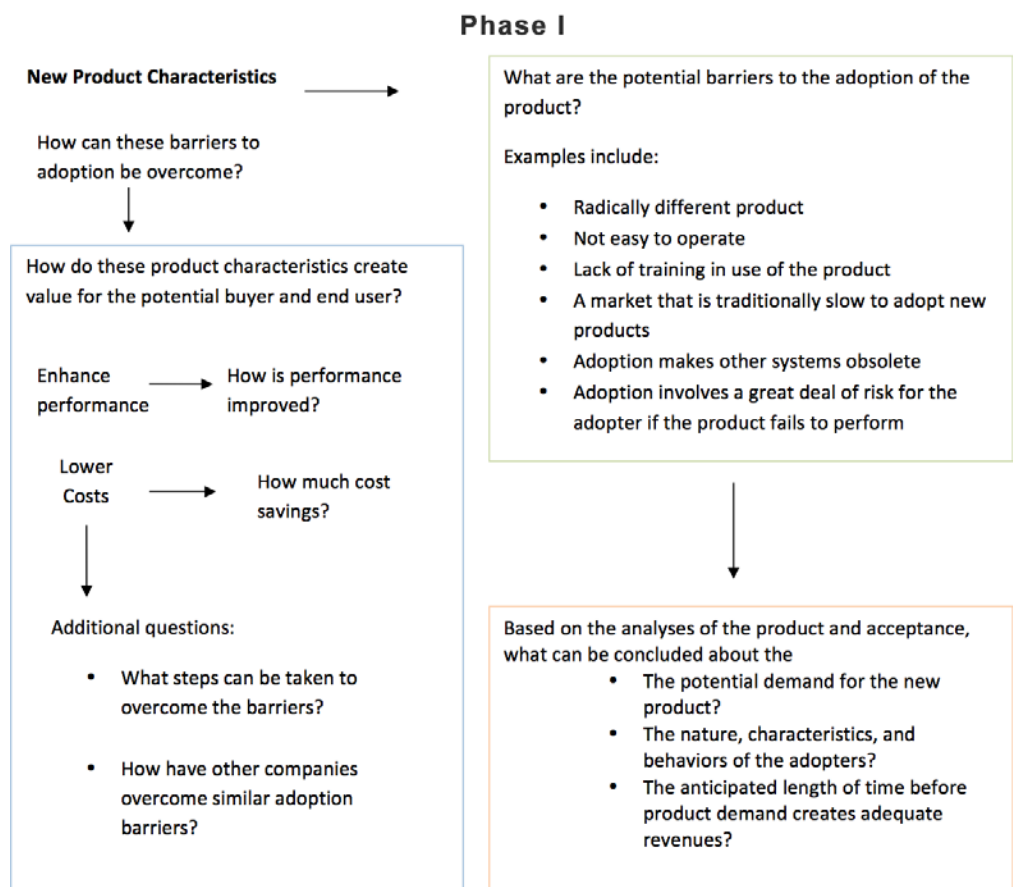 Phase I
New Product Characteristics
How can these barriers to
adoption be overcome?
How do these product characteristics create
value for the potential buyer and end user?
Enhance
performance
How is performance
improved?
Lower
Costs
How much cost
savings?
Additional questions:
• What steps can be taken to
overcome the barriers?
• How have other companies
overcome similar adoption
barriers?
What are the potential barriers to the adoption of the
product?
Examples include:
• Radically different product
• Not easy to operate
• Lack of training in use of the product
• A market that is traditionally slow to adopt new
products
• Adoption makes other systems obsolete
• Adoption involves a great deal of risk for the
adopter if the product fails to perform
Based on the analyses of the product and acceptance,
what can be concluded about the
• The potential demand for the new
product?
• The nature, characteristics, and
behaviors of the adopters?
• The anticipated length of time before
product demand creates adequate
revenues?